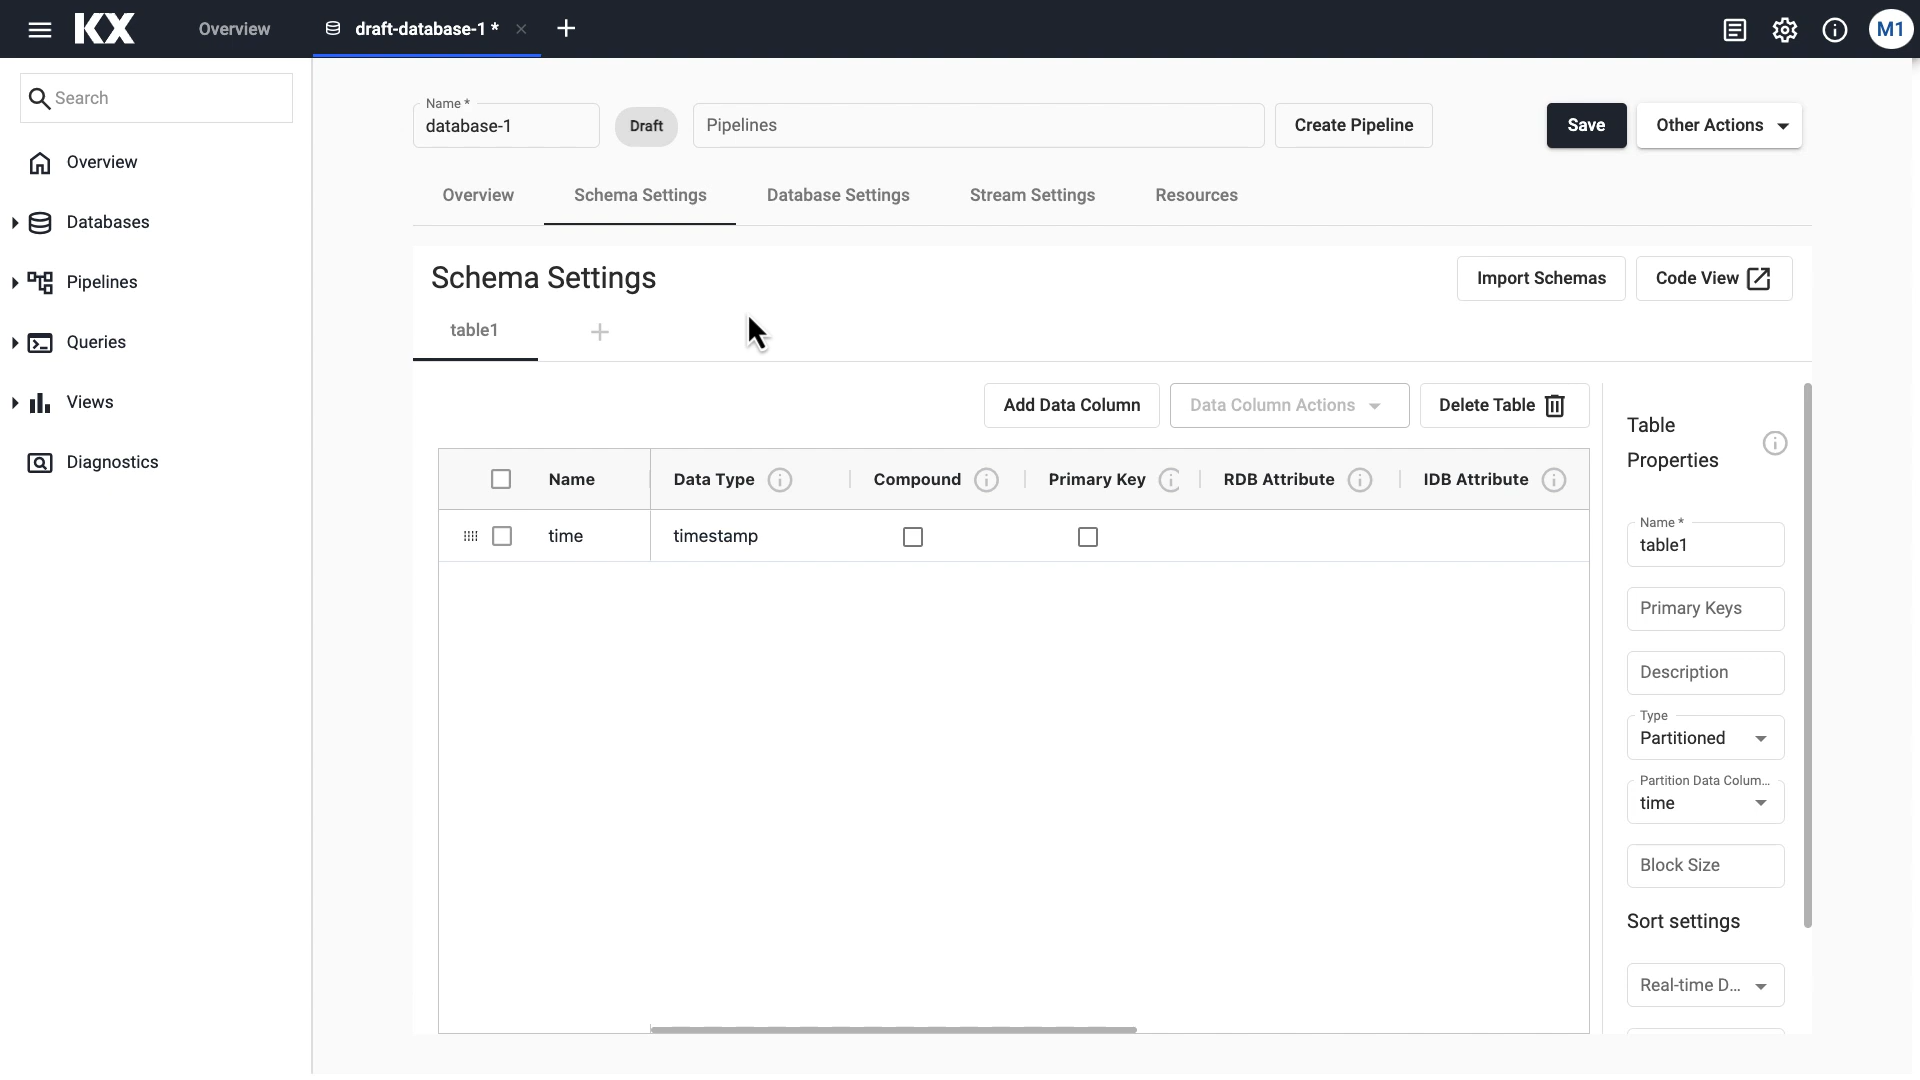 KX
Overview
draft-database-1 *
M1
Search
Overview
Databases
Pipelines
Queries
Views
Diagnostics
Name *
database-1
Draft
Pipelines
Create Pipeline
Save
Other Actions
Overview
Schema Settings
Database Settings
Stream Settings
Resources
Schema Settings
Import Schemas
Code View
table1
Add Data Column
Data Column Actions
Delete Table
Name
Data Type
Compound
Primary Key
RDB Attribute
IDB Attribute
time
timestamp
Table
Properties
Name *
table1
Primary Keys
Description
Type
Partitioned
Partition Data Colum...
time
Block Size
Sort settings
Real-time D...